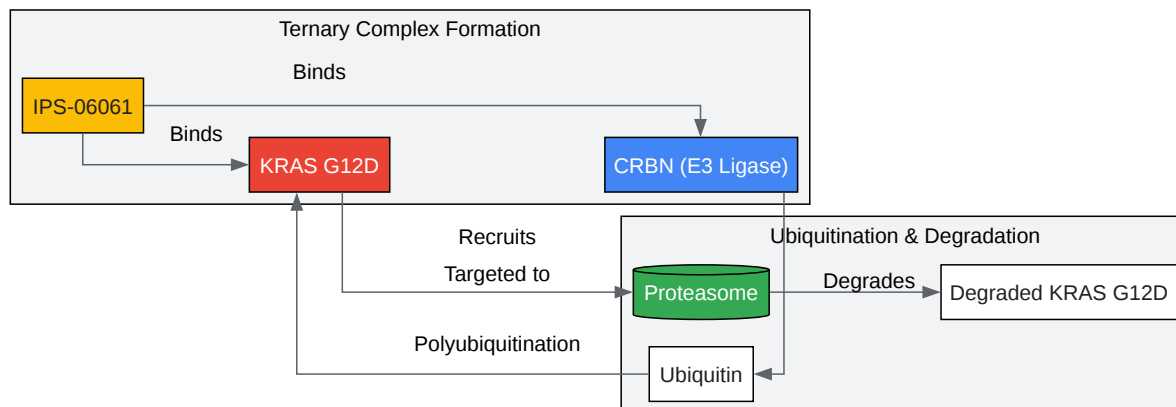 Ternary Complex Formation
Binds
IPS-06061
Binds
KRAS G12D
CRBN (E3 Ligase)
Recruits
Ubiquitination & Degradation
Targeted to
Proteasome
Degrades
Degraded KRAS G12D
Polyubiquitination
Ubiquitin